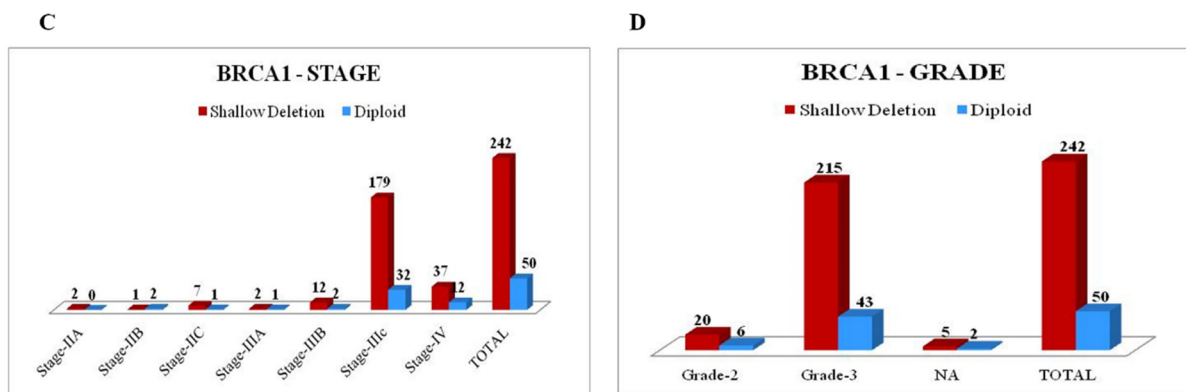 C
BRCA1 - STAGE
Shallow Deletion Diploid
2 0 1 2 7 1 2 1 12 2 179 32 37 12 242 50
Stage-IIA Stage-IIB Stage-IIC Stage-IIIA Stage-IIIB Stage-IIIc Stage-IV TOTAL
D
BRCA1 - GRADE
Shallow Deletion Diploid
20 6 215 43 5 2 242 50
Grade-2 Grade-3 NA TOTAL